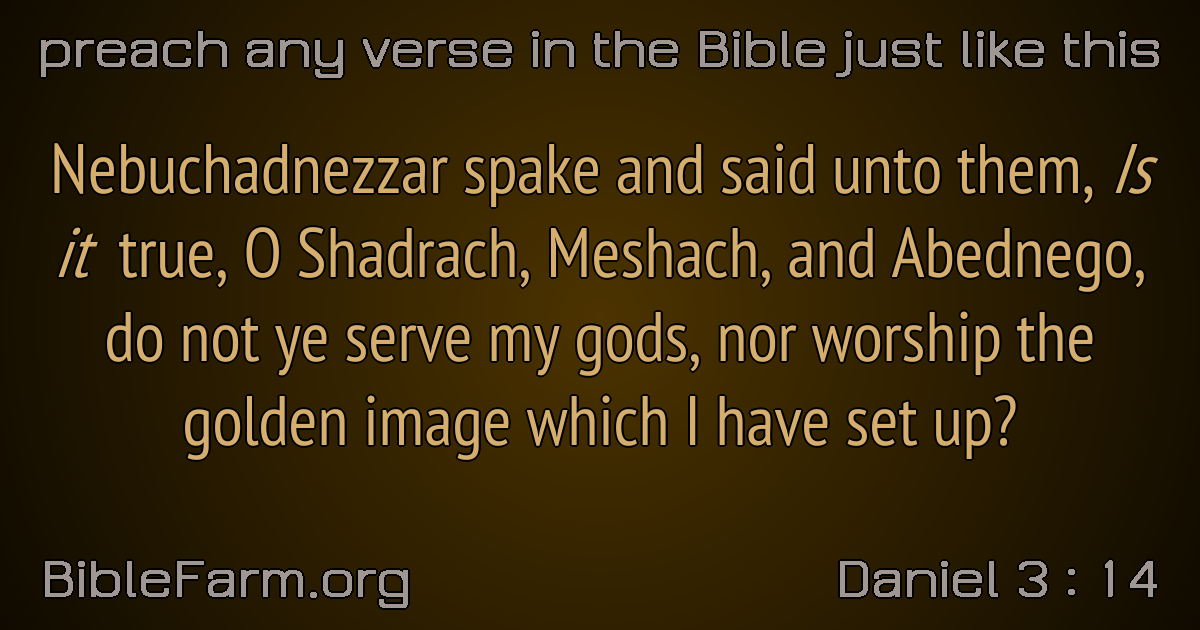 preach any verse in the Bible just like this
Nebuchadnezzar spake and said unto them, Is
it true, O Shadrach, Meshach, and Abednego,
do not ye serve my gods, nor worship the
golden image which I have set up?
BibleFarm.org
Daniel 3 : 14